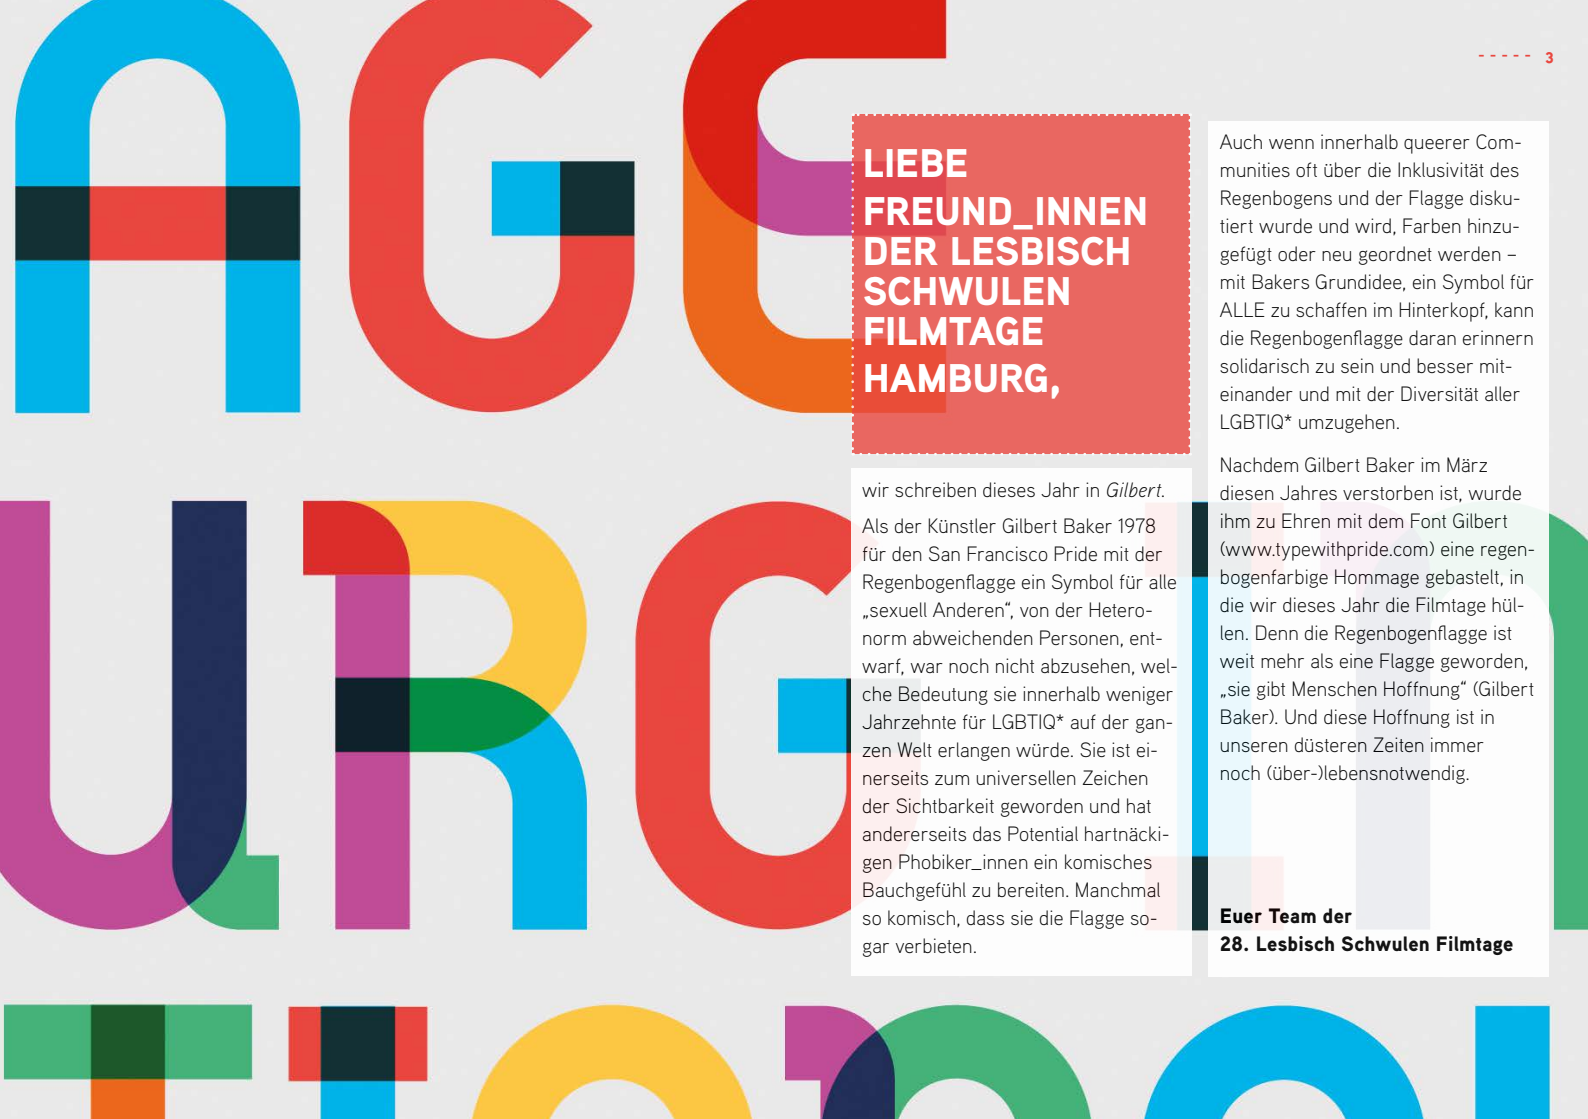 AGE
URG In
3
LIEBE
FREUND_INNEN
DER LESBISCH
SCHWULEN
FILMTAGE
HAMBURG,
wir schreiben dieses Jahr in Gilbert.
Als der Künstler Gilbert Baker 1978
für den San Francisco Pride mit der
Regenbogenflagge ein Symbol für alle
„sexuell Anderen“, von der Hetero-
norm abweichenden Personen, ent-
warf, war noch nicht abzusehen, wel-
che Bedeutung sie innerhalb weniger
Jahrzehnte für LGBTIQ* auf der gan-
zen Welt erlangen würde. Sie ist ei-
nerseits zum universellen Zeichen
der Sichtbarkeit geworden und hat
andererseits das Potential hartnäcki-
gen Phobiker_innen ein komisches
Bauchgefühl zu bereiten. Manchmal
so komisch, dass sie die Flagge so-
gar verbieten.
Auch wenn innerhalb queerer Com-
munities oft über die Inklusivität des
Regenbogens und der Flagge disku-
tiert wurde und wird, Farben hinzu-
gefügt oder neu geordnet werden –
mit Bakers Grundidee, ein Symbol für
ALLE zu schaffen im Hinterkopf, kann
die Regenbogenflagge daran erinnern
solidarisch zu sein und besser mit-
einander und mit der Diversität aller
LGBTIQ* umzugehen.
Nachdem Gilbert Baker im März
diesen Jahres verstorben ist, wurde
ihm zu Ehren mit dem Font Gilbert
(www.typewithpride.com) eine regen-
bogenfarbige Hommage gebastelt, in
die wir dieses Jahr die Filmtage hül-
len. Denn die Regenbogenflagge ist
weit mehr als eine Flagge geworden,
„sie gibt Menschen Hoffnung“ (Gilbert
Baker). Und diese Hoffnung ist in
unseren düsteren Zeiten immer
noch (über-)lebensnotwendig.
Euer Team der
28. Lesbisch Schwulen Filmtage